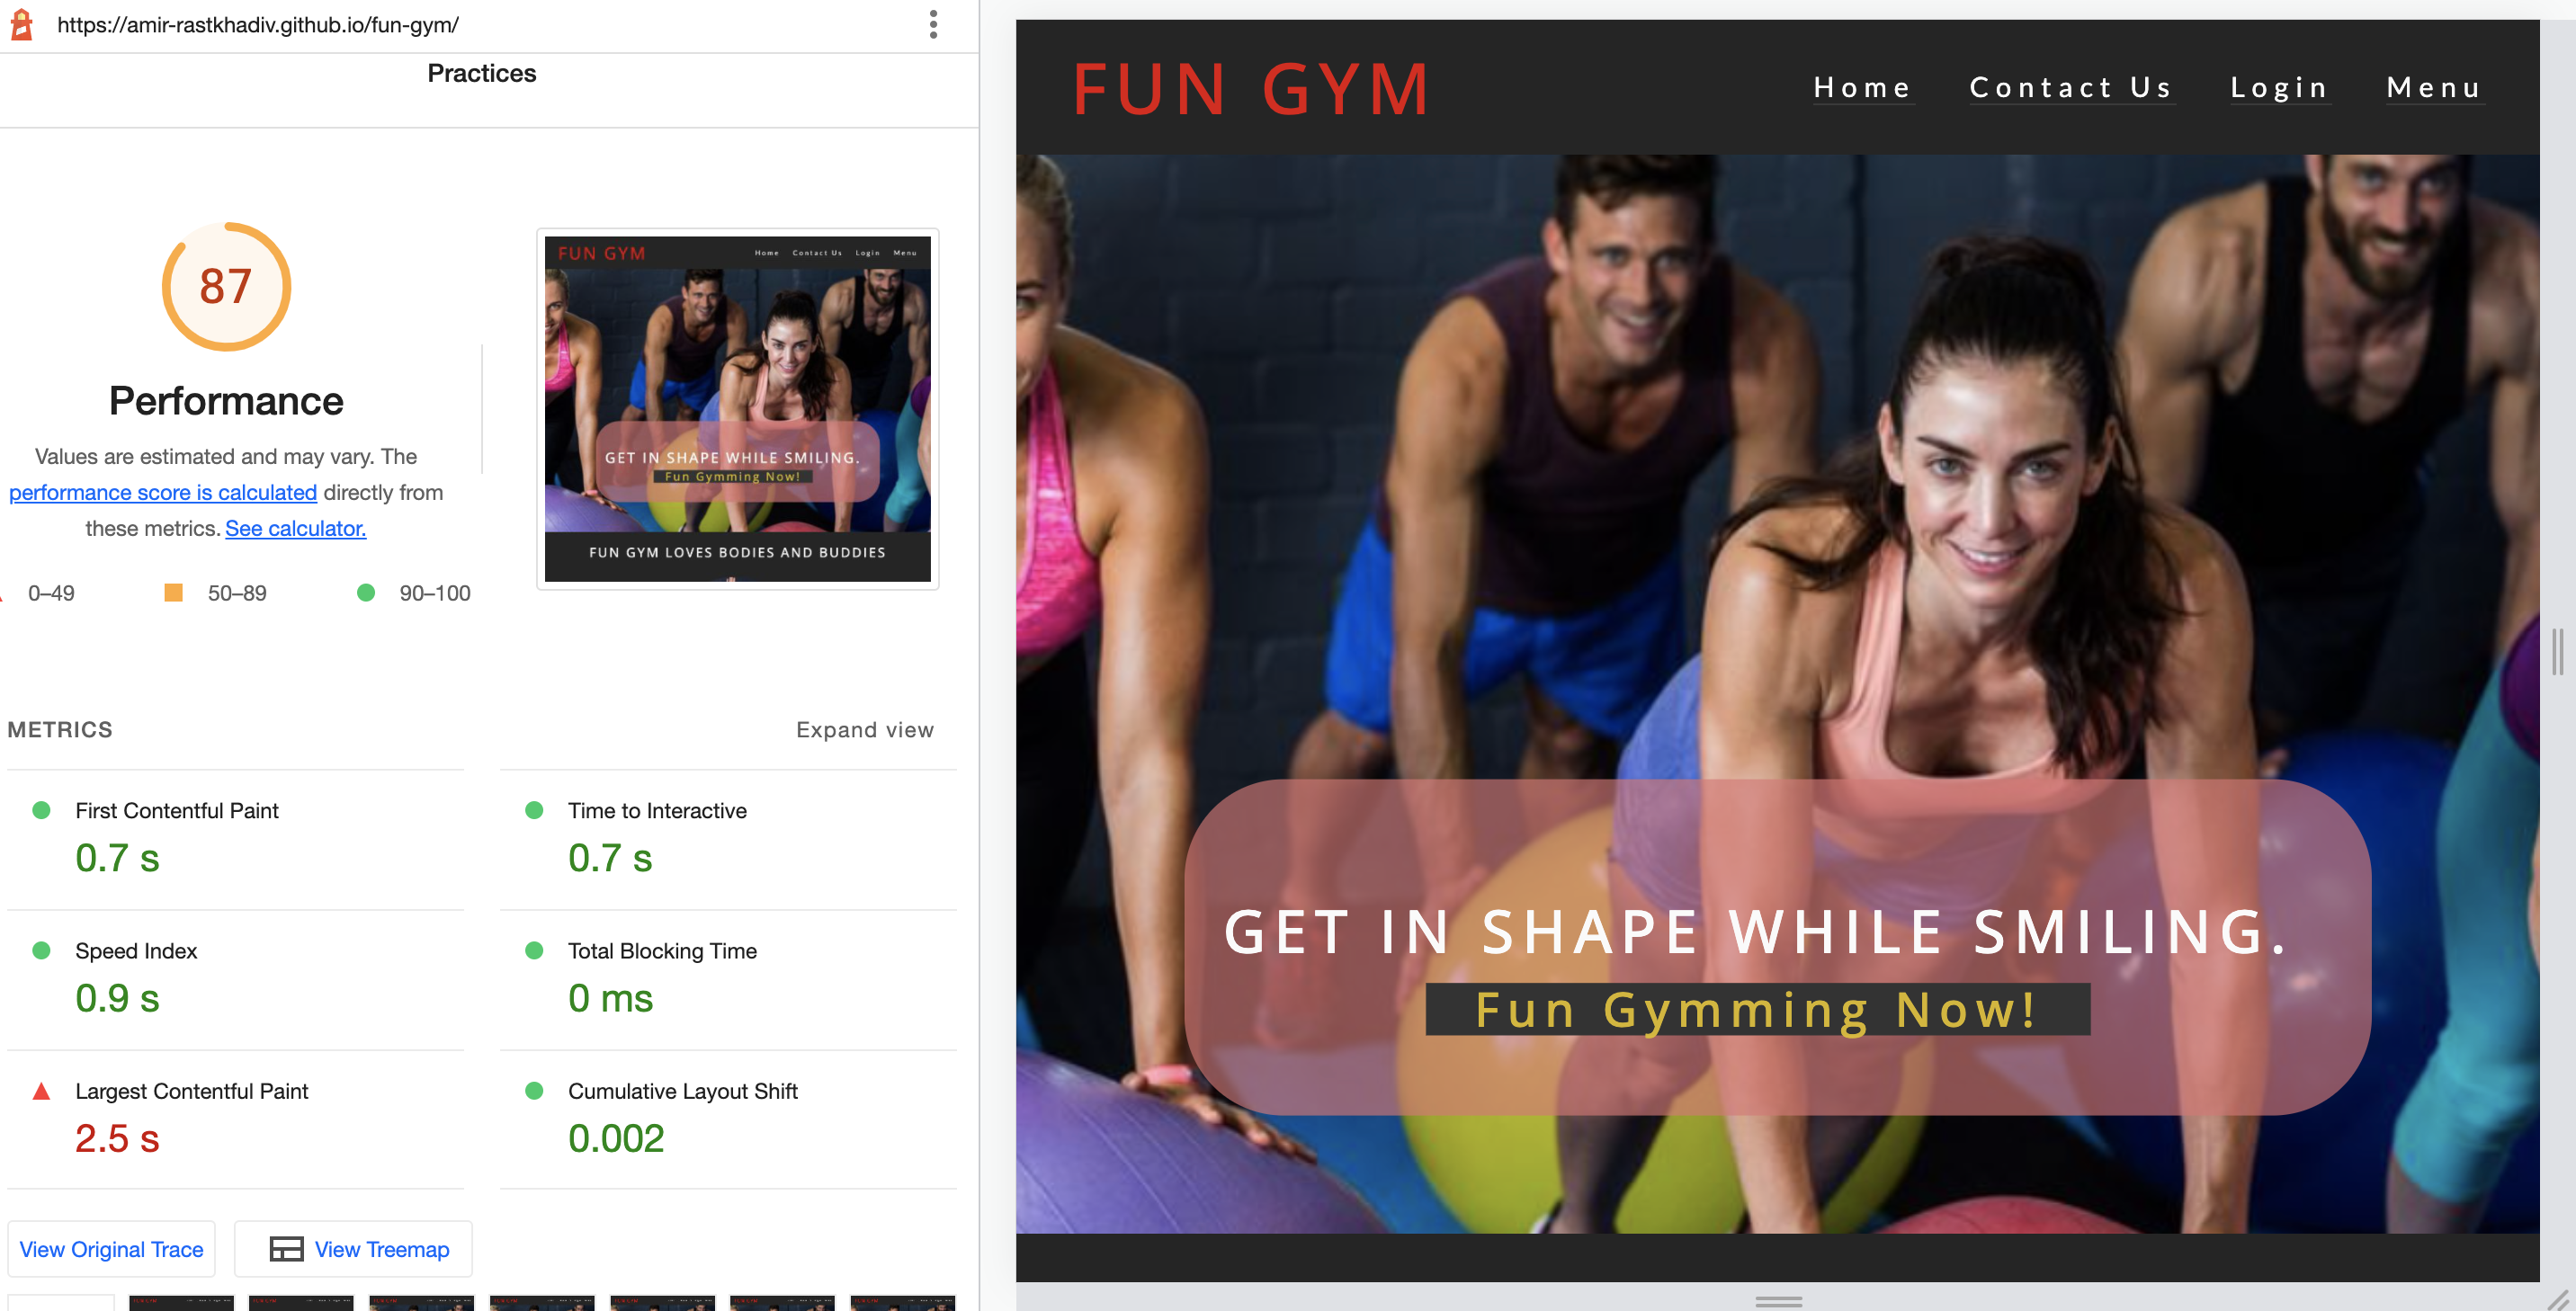 https://amir-rastkhadiv.github.io/fun-gym/
Practices
87
Performance
Values are estimated and may vary. The
performance score is calculated directly from
these metrics. See calculator.
0–49 50–89 90–100
FUN GYM Home Contact Us Login Menu
GET IN SHAPE WHILE SMILING.
Fun Gymming Now!
FUN GYM LOVES BODIES AND BUDDIES
METRICS Expand view
First Contentful Paint
0.7 s
Time to Interactive
0.7 s
Speed Index
0.9 s
Total Blocking Time
0 ms
Largest Contentful Paint
2.5 s
Cumulative Layout Shift
0.002
View Original Trace View Treemap
FUN GYM Home Contact Us Login Menu
GET IN SHAPE WHILE SMILING.
Fun Gymming Now!